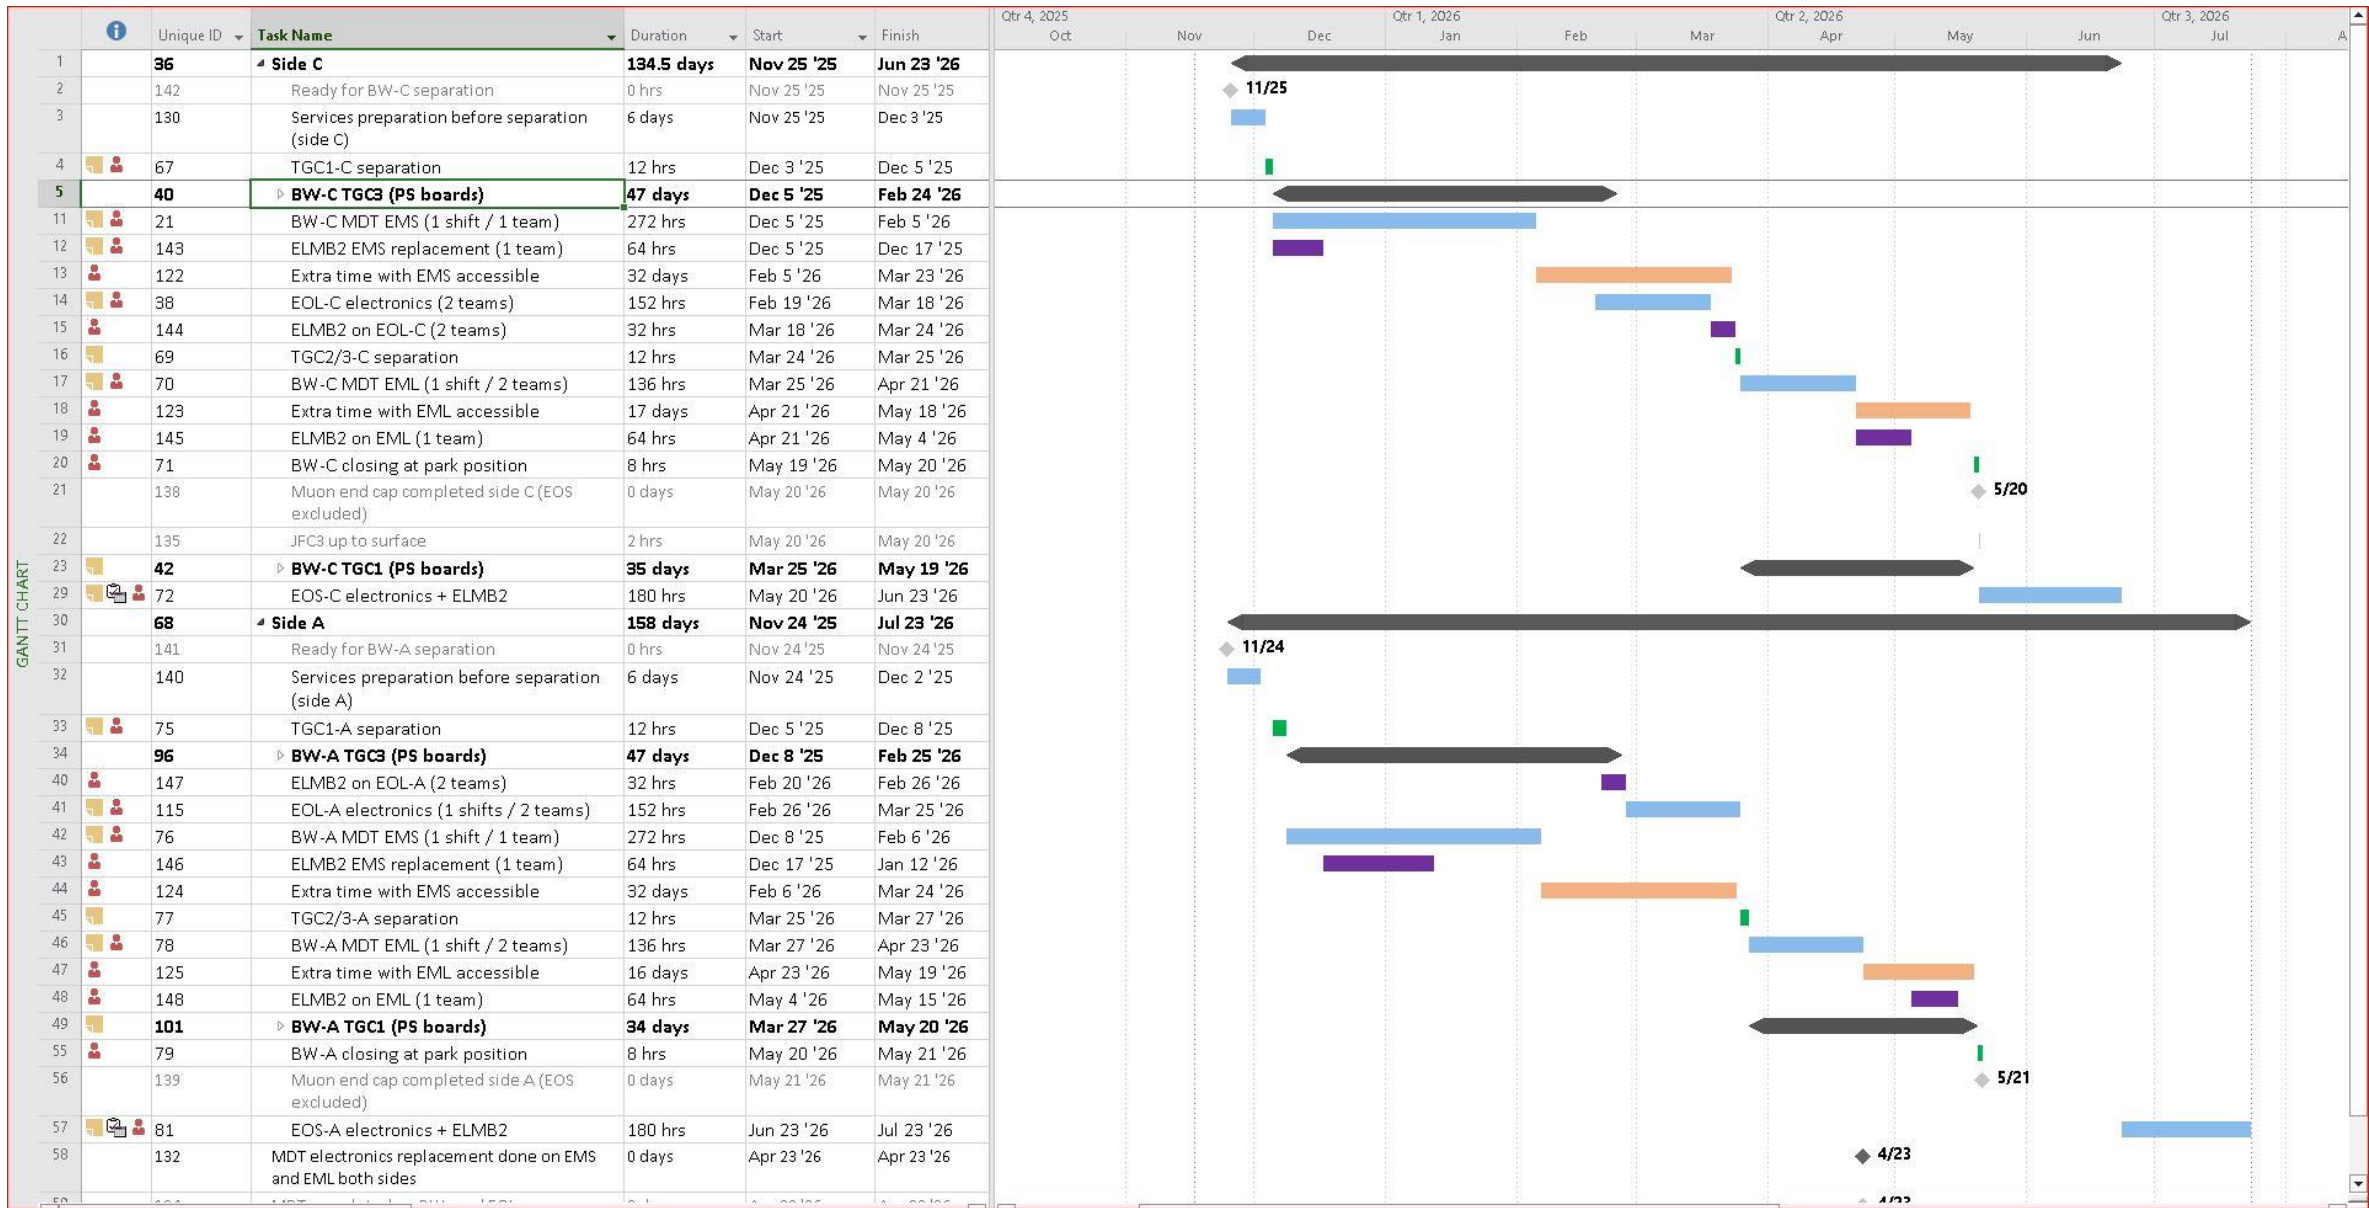 Qtr 4, 2025 Qtr 1, 2026 Qtr 2, 2026 Qtr 3, 2026
Unique ID Task Name Duration Start Finish Oct Nov Dec Jan Feb Mar Apr May Jun Jul A
1 36 Side C 134.5 days Nov 25 '25 Jun 23 '26
2 142 Ready for BW-C separation 0 hrs Nov 25 '25 Nov 25 '25 11/25
3 130 Services preparation before separation 6 days Nov 25 '25 Dec 3 '25
(side C)
4 67 TGC1-C separation 12 hrs Dec 3 '25 Dec 5 '25
5 40 BW-C TGC3 (PS boards) 47 days Dec 5 '25 Feb 24 '26
11 21 BW-C MDT EMS (1 shift / 1 team) 272 hrs Dec 5 '25 Feb 5 '26
12 143 ELMB2 EMS replacement (1 team) 64 hrs Dec 5 '25 Dec 17 '25
13 122 Extra time with EMS accessible 32 days Feb 5 '26 Mar 23 '26
14 38 EOL-C electronics (2 teams) 152 hrs Feb 19 '26 Mar 18 '26
15 144 ELMB2 on EOL-C (2 teams) 32 hrs Mar 18 '26 Mar 24 '26
16 69 TGC2/3-C separation 12 hrs Mar 24 '26 Mar 25 '26
17 70 BW-C MDT EML (1 shift / 2 teams) 136 hrs Mar 25 '26 Apr 21 '26
18 123 Extra time with EML accessible 17 days Apr 21 '26 May 18 '26
19 145 ELMB2 on EML (1 team) 64 hrs Apr 21 '26 May 4 '26
20 71 BW-C closing at park position 8 hrs May 19 '26 May 20 '26
21 138 Muon end cap completed side C (EOS 0 days May 20 '26 May 20 '26 5/20
excluded)
22 135 JFC3 up to surface 2 hrs May 20 '26 May 20 '26
23 42 BW-C TGC1 (PS boards) 35 days Mar 25 '26 May 19 '26
29 72 EOS-C electronics + ELMB2 180 hrs May 20 '26 Jun 23 '26
30 68 Side A 158 days Nov 24 '25 Jul 23 '26
31 141 Ready for BW-A separation 0 hrs Nov 24 '25 Nov 24 '25 11/24
32 140 Services preparation before separation 6 days Nov 24 '25 Dec 2 '25
(side A)
33 75 TGC1-A separation 12 hrs Dec 5 '25 Dec 8 '25
34 96 BW-A TGC3 (PS boards) 47 days Dec 8 '25 Feb 25 '26
40 147 ELMB2 on EOL-A (2 teams) 32 hrs Feb 20 '26 Feb 26 '26
41 115 EOL-A electronics (1 shifts / 2 teams) 152 hrs Feb 26 '26 Mar 25 '26
42 76 BW-A MDT EMS (1 shift / 1 team) 272 hrs Dec 8 '25 Feb 6 '26
43 146 ELMB2 EMS replacement (1 team) 64 hrs Dec 17 '25 Jan 12 '26
44 124 Extra time with EMS accessible 32 days Feb 6 '26 Mar 24 '26
45 77 TGC2/3-A separation 12 hrs Mar 25 '26 Mar 27 '26
46 78 BW-A MDT EML (1 shift / 2 teams) 136 hrs Mar 27 '26 Apr 23 '26
47 125 Extra time with EML accessible 16 days Apr 23 '26 May 19 '26
48 148 ELMB2 on EML (1 team) 64 hrs May 4 '26 May 15 '26
49 101 BW-A TGC1 (PS boards) 34 days Mar 27 '26 May 20 '26
55 79 BW-A closing at park position 8 hrs May 20 '26 May 21 '26
56 139 Muon end cap completed side A (EOS 0 days May 21 '26 May 21 '26 5/21
excluded)
57 81 EOS-A electronics + ELMB2 180 hrs Jun 23 '26 Jul 23 '26
58 132 MDT electronics replacement done on EMS 0 days Apr 23 '26 Apr 23 '26 4/23
and EML both sides
GANTT CHART